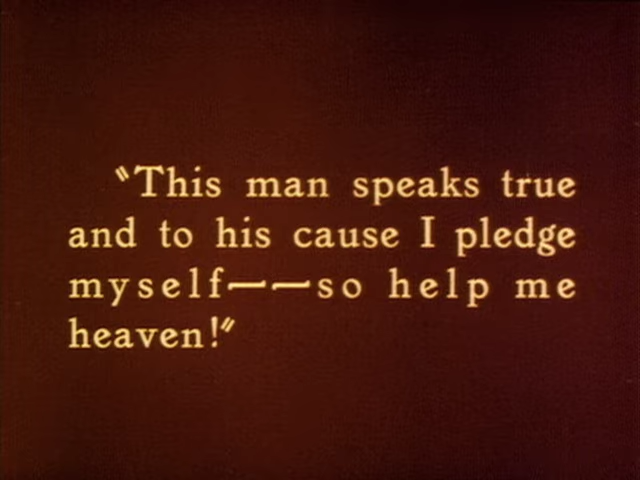 "This man speaks true
and to his cause I pledge
myself——so help me
heaven!"